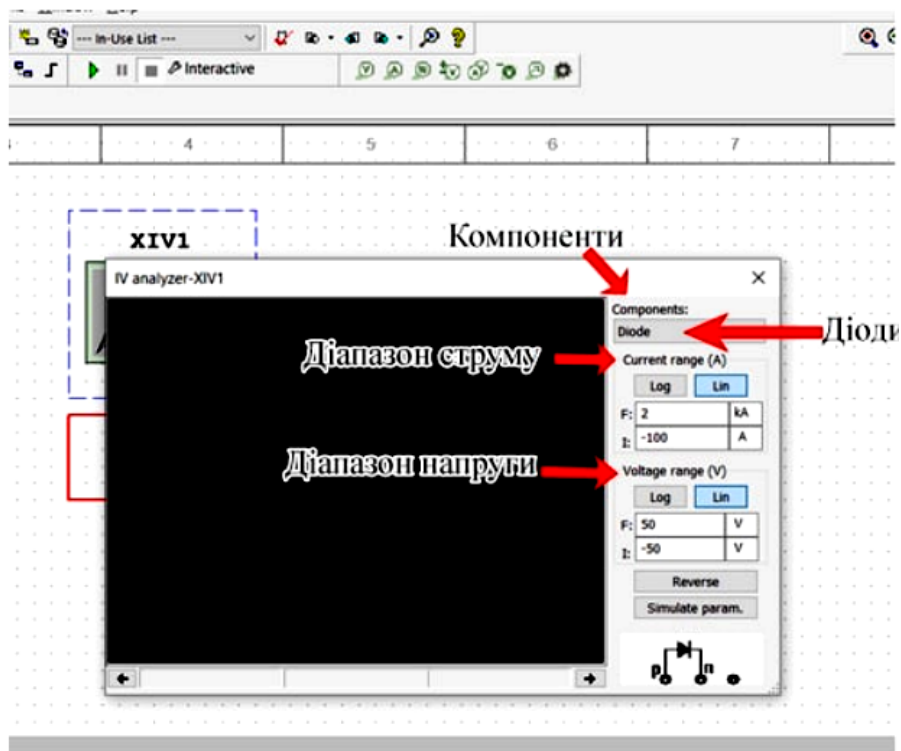 --- In-Use List ---
Interactive
4 5 6 7
XIV1
Компоненти
IV analyzer-XIV1
Components:
Diode
Діоди
Діапазон струму
Current range (A)
Log Lin
F: 2 kA
I: -100 A
Діапазон напруги
Voltage range (V)
Log Lin
F: 50 V
I: -50 V
Reverse
Simulate param.
p n